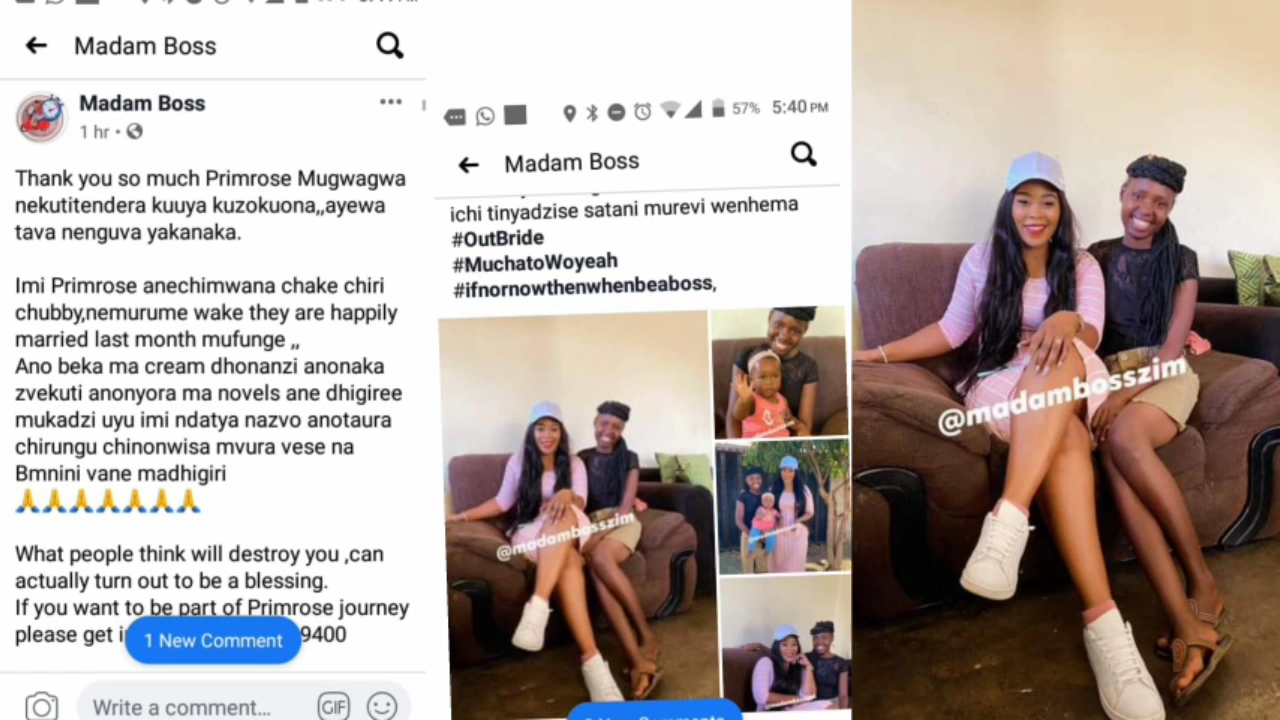 Madam Boss
Madam Boss
1 hr
Thank you so much Primrose Mugwagwa
nekutitendera kuuya kuzokuona,,ayewa
tava nenguva yakanaka.
Imi Primrose anechimwana chake chiri
chubby,nemurume wake they are happily
married last month mufunge ,,
Ano beka ma cream dhonanzi anonaka
zvekuti anonyora ma novels ane dhigiree
mukadzi uyu imi ndatya nazvo anotaura
chirungu chinonwisa mvura vese na
Bmnini vane madhigiri
What people think will destroy you ,can
actually turn out to be a blessing.
If you want to be part of Primrose journey
please get 9400
1 New Comment
Write a comment...
GIF
57% 5:40 PM
Madam Boss
ichi tinyadzise satani murevi wenhema
#OutBride
#MuchatoWoyeah
#ifnornowthenwhenbeaboss,
@madambosszim
@madambosszim